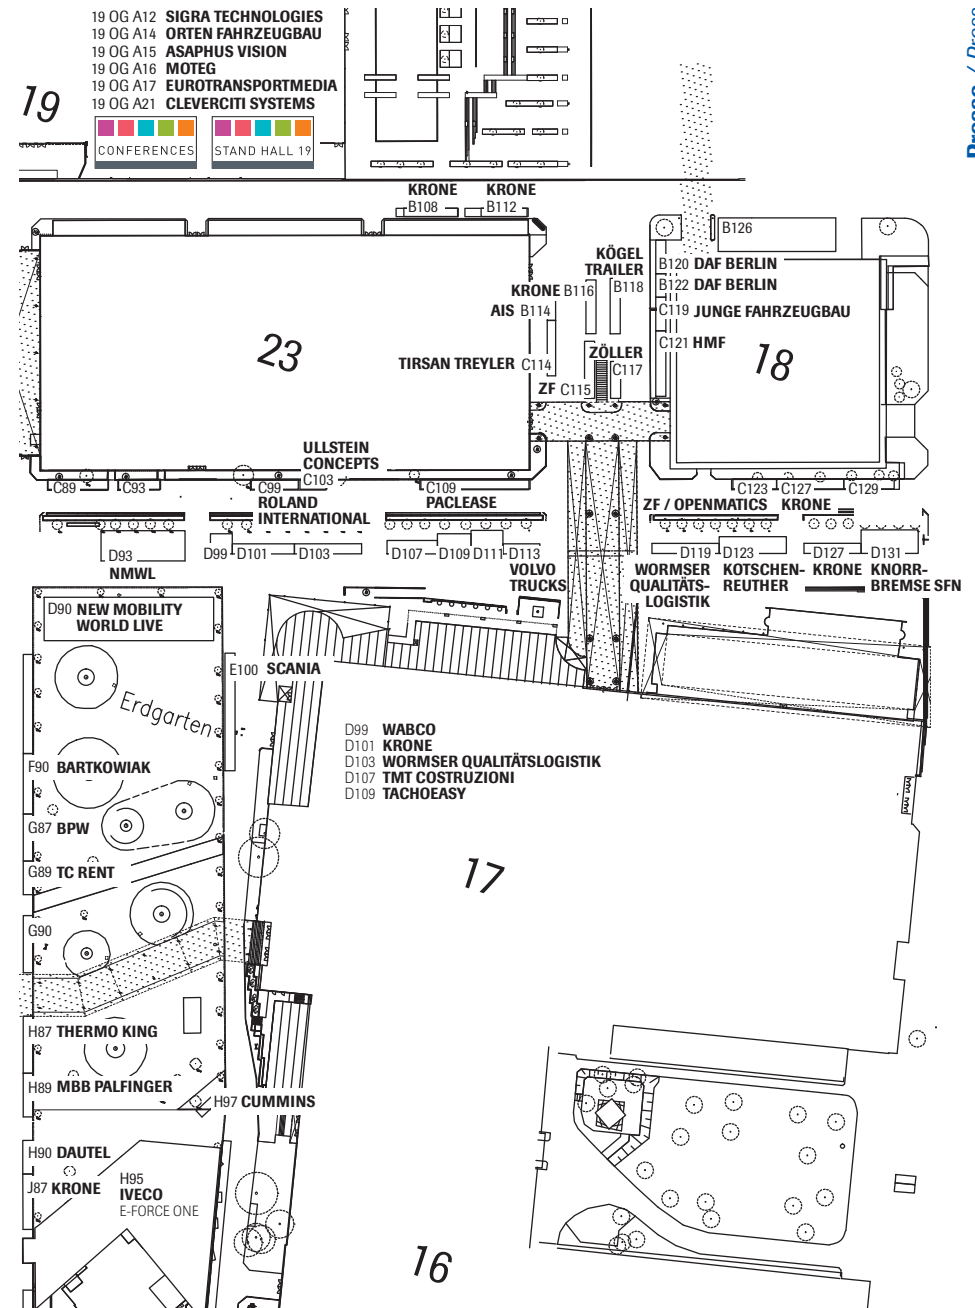 19 OG A12 SIGRA TECHNOLOGIES
19 OG A14 ORTEN FAHRZEUGBAU
19 OG A15 ASAPHUS VISION
19 OG A16 MOTEG
19 OG A17 EUROTRANSPORTMEDIA
19 OG A21 CLEVERCITI SYSTEMS
19
CONFERENCES
STAND HALL 19
KRONE
B108
KRONE
B112
B126
KÖGEL
TRAILER
B118
B120 DAF BERLIN
B122 DAF BERLIN
KRONE B116
AIS B114
C119 JUNGE FAHRZEUGBAU
C121 HMF
23
18
ZÖLLER
C117
TIRSAN TREYLER C114
ZF C115
ULLSTEIN
CONCEPTS
C103
C89
C93
C99
C109
C123
C127
C129
ROLAND
INTERNATIONAL
PACLEASE
ZF / OPENMATICS
KRONE
D93
NMWL
D99
D101
D103
D107
D109
D111
D113
VOLVO
TRUCKS
D119
WORMSER
QUALITÄTS-
LOGISTIK
D123
KOTSCHEN-
REUTHER
D127
KRONE
D131
KNORR-
BREMSE SFN
D90 NEW MOBILITY
WORLD LIVE
E100 SCANIA
Erdgarten
D99 WABCO
D101 KRONE
D103 WORMSER QUALITÄTSLOGISTIK
D107 TMT COSTRUZIONI
D109 TACHOEASY
F90 BARTKOWIAK
G87 BPW
G89 TC RENT
17
G90
H87 THERMO KING
H89 MBB PALFINGER
H97 CUMMINS
H90 DAUTEL
J87 KRONE
H95
IVECO
E-FORCE ONE
16